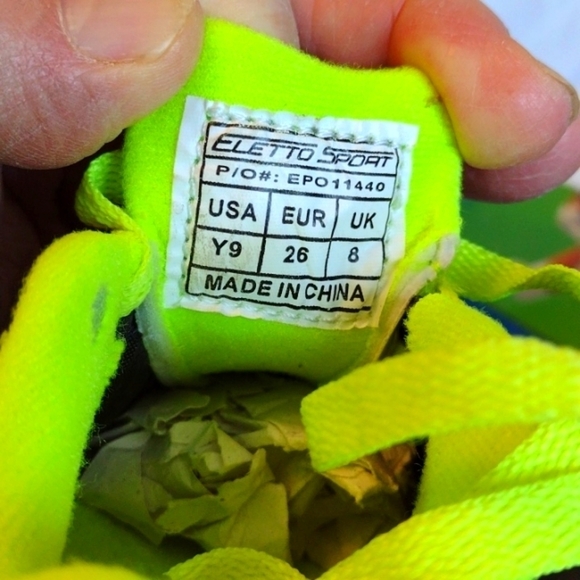 ELETTO SPORT
P/O#: EPO11440
USA EUR UK
Y9 26 8
MADE IN CHINA